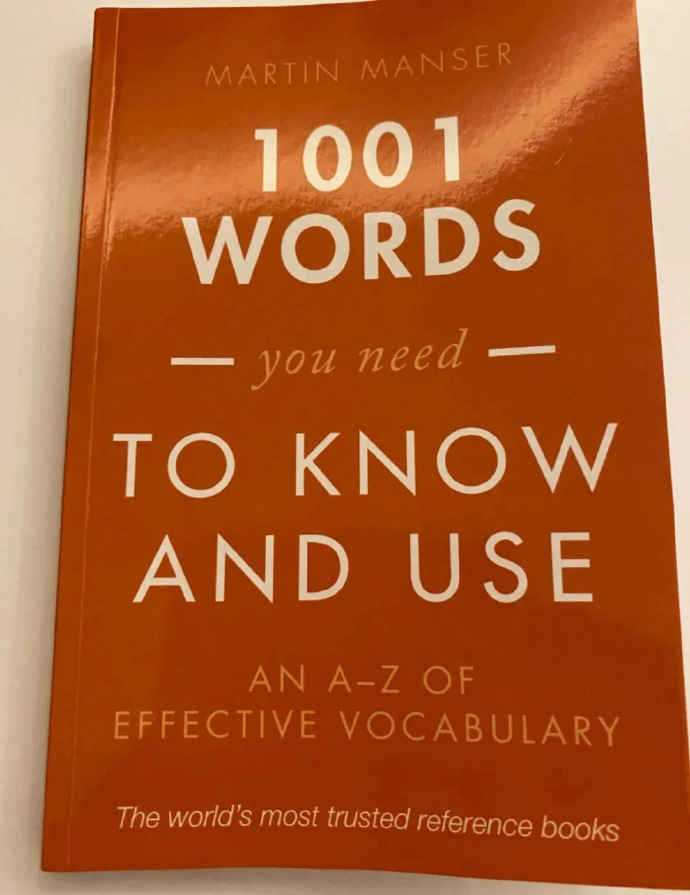 MARTIN MANSER
1001
WORDS
— you need —
TO KNOW
AND USE
AN A–Z OF
EFFECTIVE VOCABULARY
The world's most trusted reference books